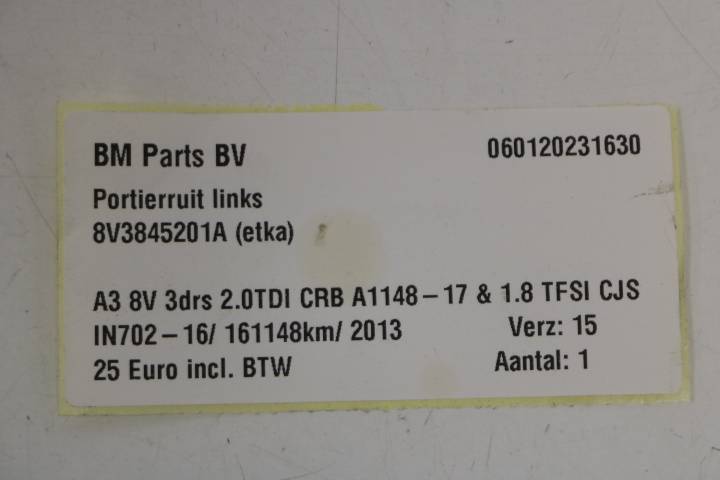 BM Parts BV 060120231630
Portierruit links
8V3845201A (etka)
A3 8V 3drs 2.0TDI CRB A1148-17 & 1.8 TFSI CJS
IN702-16/ 161148km/ 2013 Verz: 15
25 Euro incl. BTW Aantal: 1